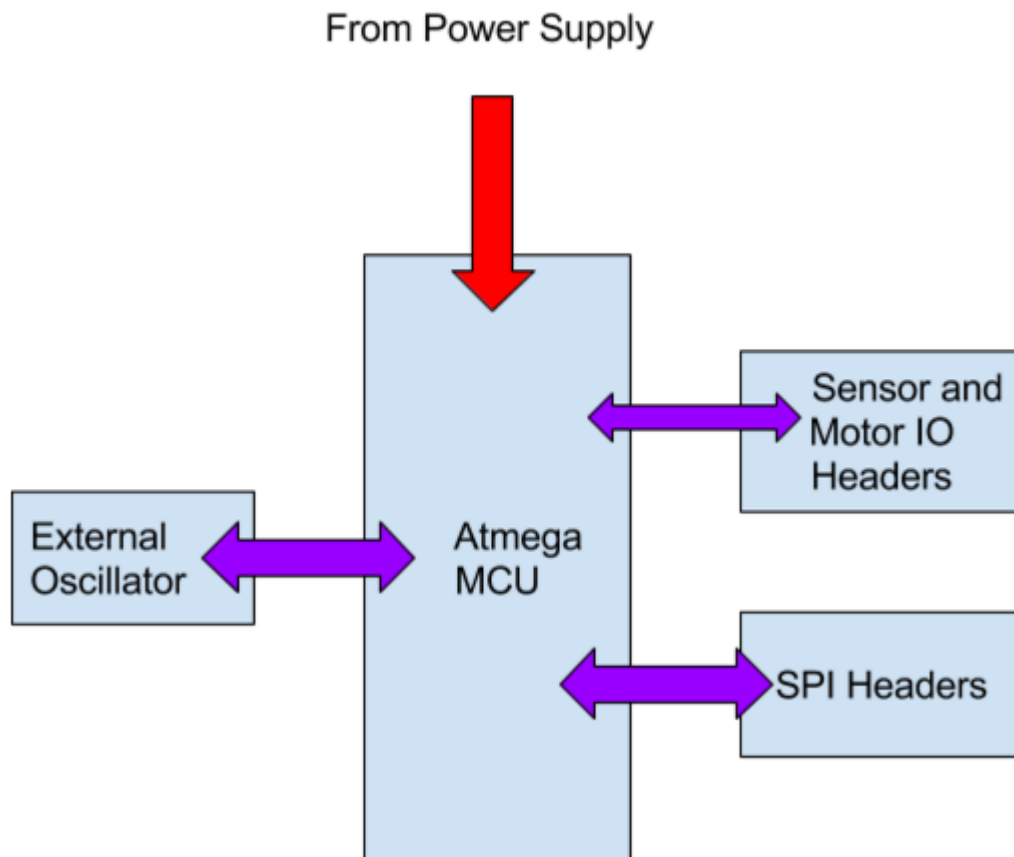 From Power Supply
Sensor and
Motor IO
Headers
External
Oscillator
Atmega
MCU
SPI Headers